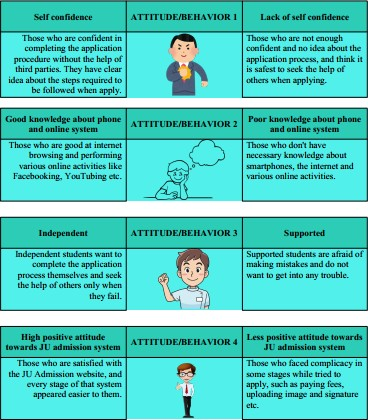 Self confidence
ATTITUDE/BEHAVIOR 1
Lack of self confidence
Those who are confident in
completing the application
procedure without the help of
third parties. They have clear
idea about the steps required to
be followed when apply.
Those who are not enough
confident and no idea about the
application process, and think it
is safest to seek the help of
others when applying.
Good knowledge about phone
and online system
ATTITUDE/BEHAVIOR 2
Poor knowledge about phone
and online system
Those who are good at internet
browsing and performing
various online activities like
Facebooking, YouTubing etc.
Those who don't have
necessary knowledge about
smartphones, the internet and
various online activities.
Independent
ATTITUDE/BEHAVIOR 3
Supported
Independent students want to
complete the application
process themselves and seek
the help of others only when
they fail.
Supported students are afraid of
making mistakes and do not
want to get into any trouble.
High positive attitude
towards JU admission system
ATTITUDE/BEHAVIOR 4
Less positive attitude towards
JU admission system
Those who are satisfied with
the JU Admission website, and
every stage of that system
appeared easier to them.
Those who faced complicacy in
some stages while tried to
apply, such as paying fees,
uploading image and signature
etc.